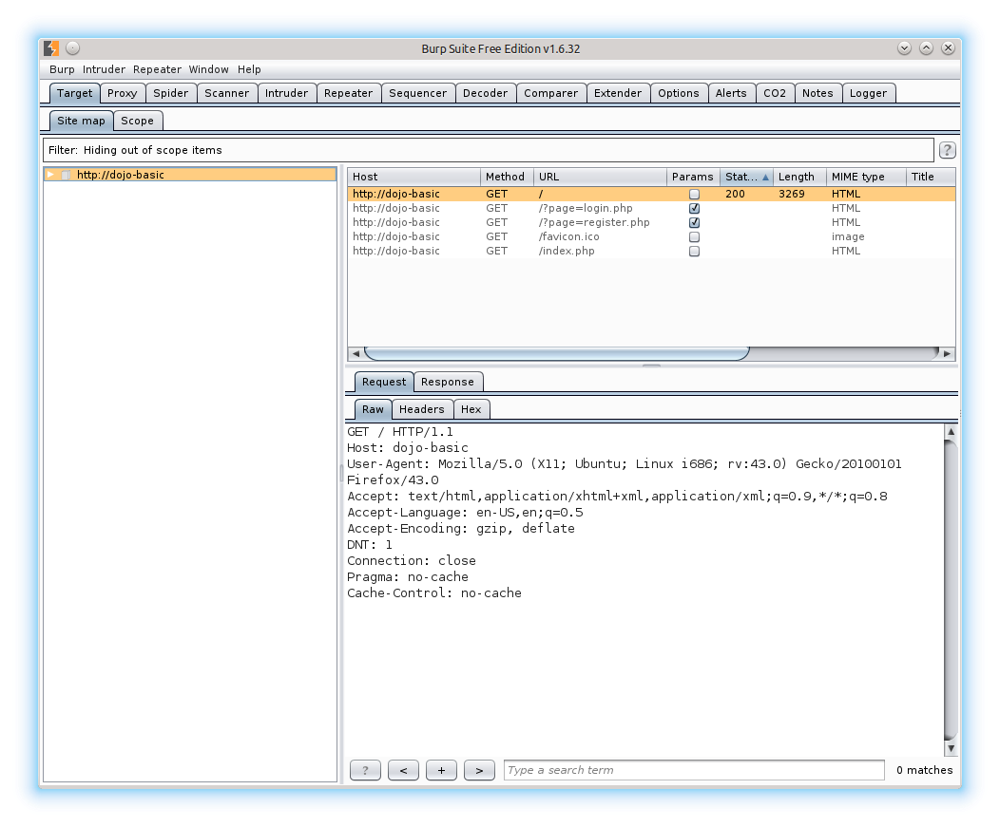 Burp Suite Free Edition v1.6.32
Burp Intruder Repeater Window Help
Target Proxy Spider Scanner Intruder Repeater Sequencer Decoder Comparer Extender Options Alerts CO2 Notes Logger
Site map Scope
Filter: Hiding out of scope items ?
http://dojo-basic
Host Method URL Params Stat... ▲ Length MIME type Title
http://dojo-basic GET / 200 3269 HTML
http://dojo-basic GET /?page=login.php HTML
http://dojo-basic GET /?page=register.php HTML
http://dojo-basic GET /favicon.ico image
http://dojo-basic GET /index.php HTML
Request Response
Raw Headers Hex
GET / HTTP/1.1
Host: dojo-basic
User-Agent: Mozilla/5.0 (X11; Ubuntu; Linux i686; rv:43.0) Gecko/20100101
Firefox/43.0
Accept: text/html,application/xhtml+xml,application/xml;q=0.9,*/*;q=0.8
Accept-Language: en-US,en;q=0.5
Accept-Encoding: gzip, deflate
DNT: 1
Connection: close
Pragma: no-cache
Cache-Control: no-cache
? < + > Type a search term 0 matches